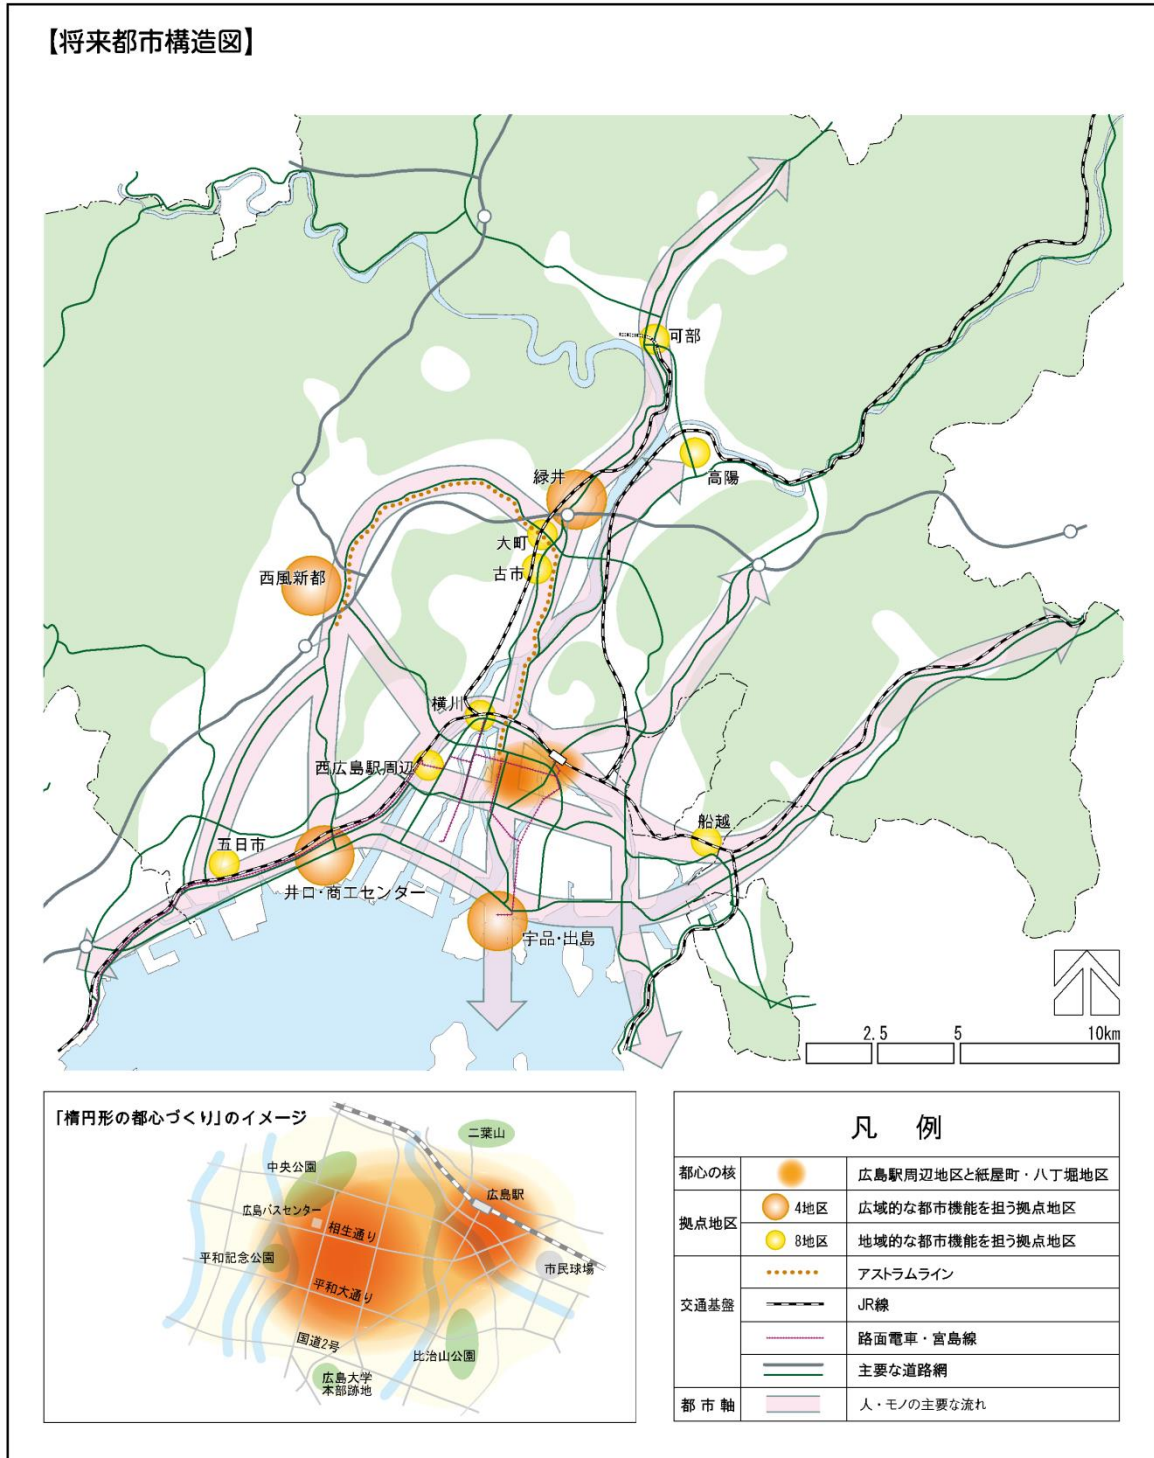 【将来都市構造図】
可部
高陽
緑井
大町
古市
西風新都
横川
西広島駅周辺
船越
五日市
井口・商工センター
宇品・出島
2.5 5 10km
「楕円形の都心づくり」のイメージ
二葉山
中央公園
広島駅
広島バスセンター
相生通り
平和記念公園
市民球場
平和大通り
国道2号
比治山公園
広島大学
本部跡地
凡 例
都心の核 広島駅周辺地区と紙屋町・八丁堀地区
拠点地区 4地区 広域的な都市機能を担う拠点地区
8地区 地域的な都市機能を担う拠点地区
交通基盤 アストラムライン
JR線
路面電車・宮島線
主要な道路網
都市軸 人・モノの主要な流れ